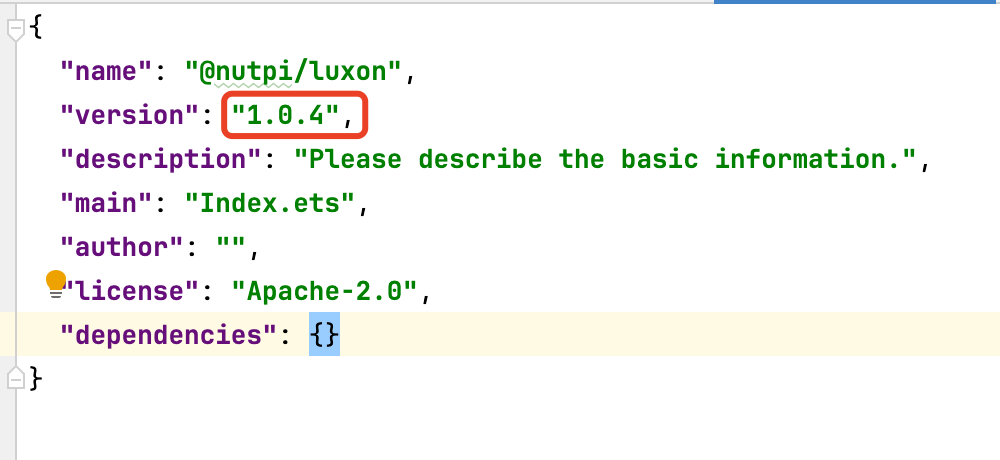 {
"name": "@nutpi/luxon",
"version": "1.0.4",
"description": "Please describe the basic information.",
"main": "Index.ets",
"author": "",
"license": "Apache-2.0",
"dependencies": {}
}